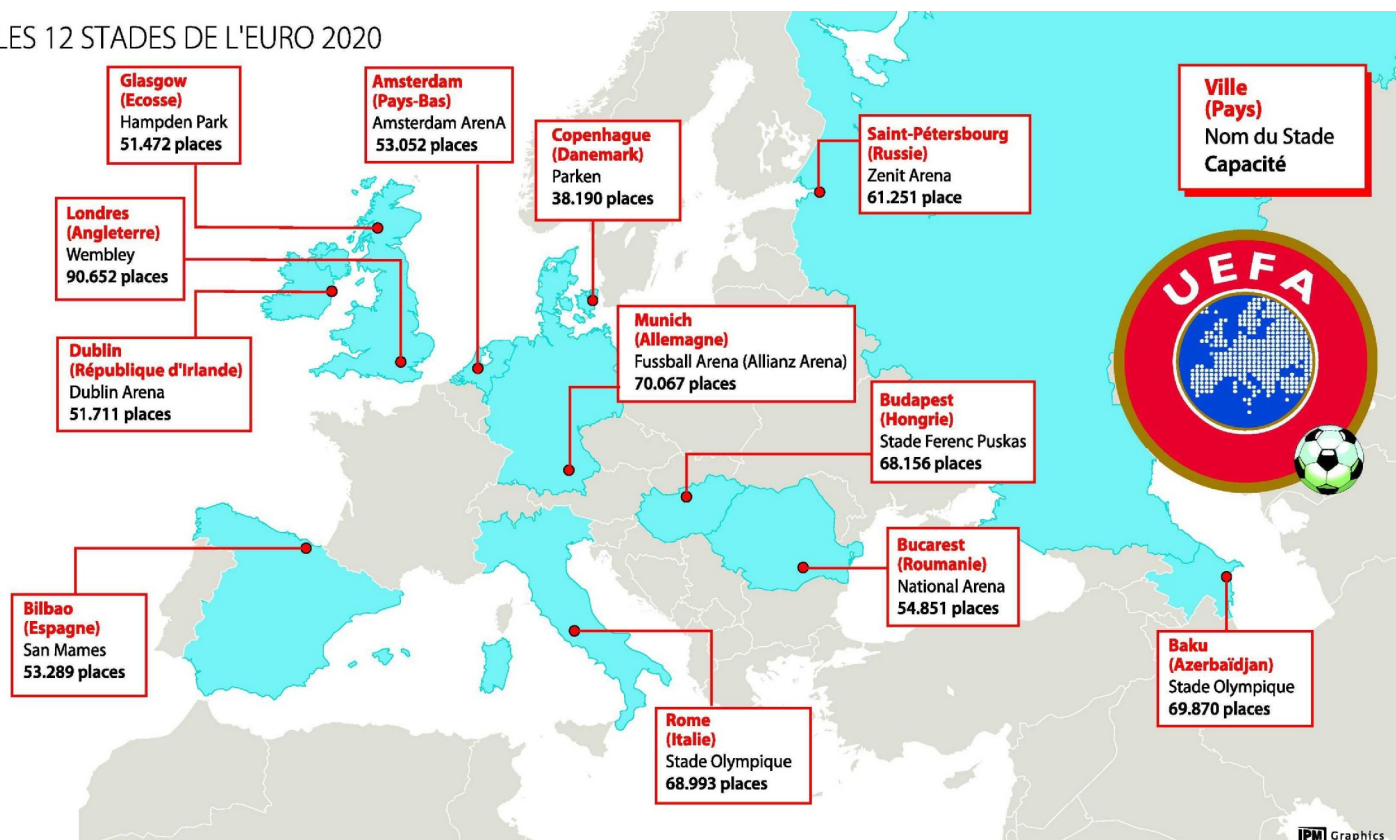 LES 12 STADES DE L'EURO 2020
Glasgow
(Ecosse)
Hampden Park
51.472 places
Amsterdam
(Pays-Bas)
Amsterdam ArenA
53.052 places
Copenhague
(Danemark)
Parken
38.190 places
Saint-Pétersbourg
(Russie)
Zenit Arena
61.251 place
Ville
(Pays)
Nom du Stade
Capacité
Londres
(Angleterre)
Wembley
90.652 places
UEFA
Dublin
(République d'Irlande)
Dublin Arena
51.711 places
Munich
(Allemagne)
Fussball Arena (Allianz Arena)
70.067 places
Budapest
(Hongrie)
Stade Ferenc Puskas
68.156 places
Bucarest
(Roumanie)
National Arena
54.851 places
Bilbao
(Espagne)
San Mames
53.289 places
Baku
(Azerbaïdjan)
Stade Olympique
69.870 places
Rome
(Italie)
Stade Olympique
68.993 places
IPM Graphics